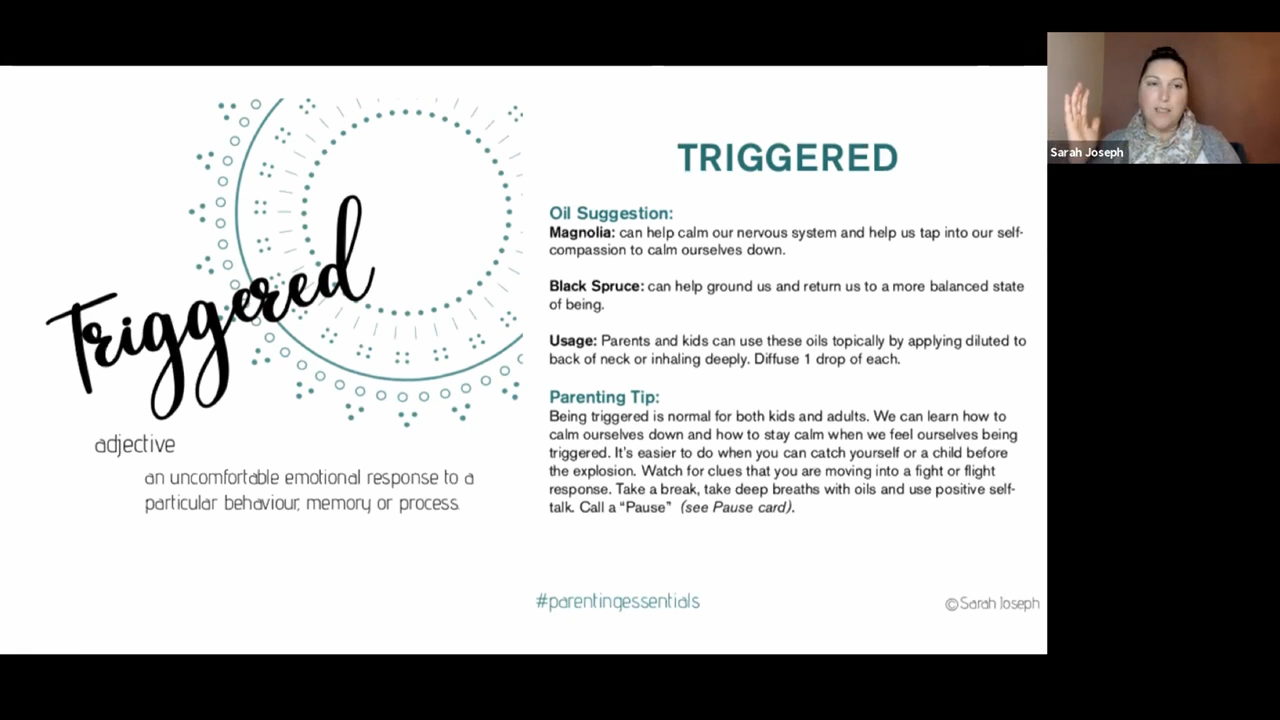 Triggered
adjective
an uncomfortable emotional response to a
particular behaviour, memory or process.
TRIGGERED
Oil Suggestion:
Magnolia: can help calm our nervous system and help us tap into our self-
compassion to calm ourselves down.
Black Spruce: can help ground us and return us to a more balanced state
of being.
Usage: Parents and kids can use these oils topically by applying diluted to
back of neck or inhaling deeply. Diffuse 1 drop of each.
Parenting Tip:
Being triggered is normal for both kids and adults. We can learn how to
calm ourselves down and how to stay calm when we feel ourselves being
triggered. It's easier to do when you can catch yourself or a child before
the explosion. Watch for clues that you are moving into a fight or flight
response. Take a break, take deep breaths with oils and use positive self-
talk. Call a “Pause” (see Pause card).
#parentingessentials
©Sarah Joseph
Sarah Joseph